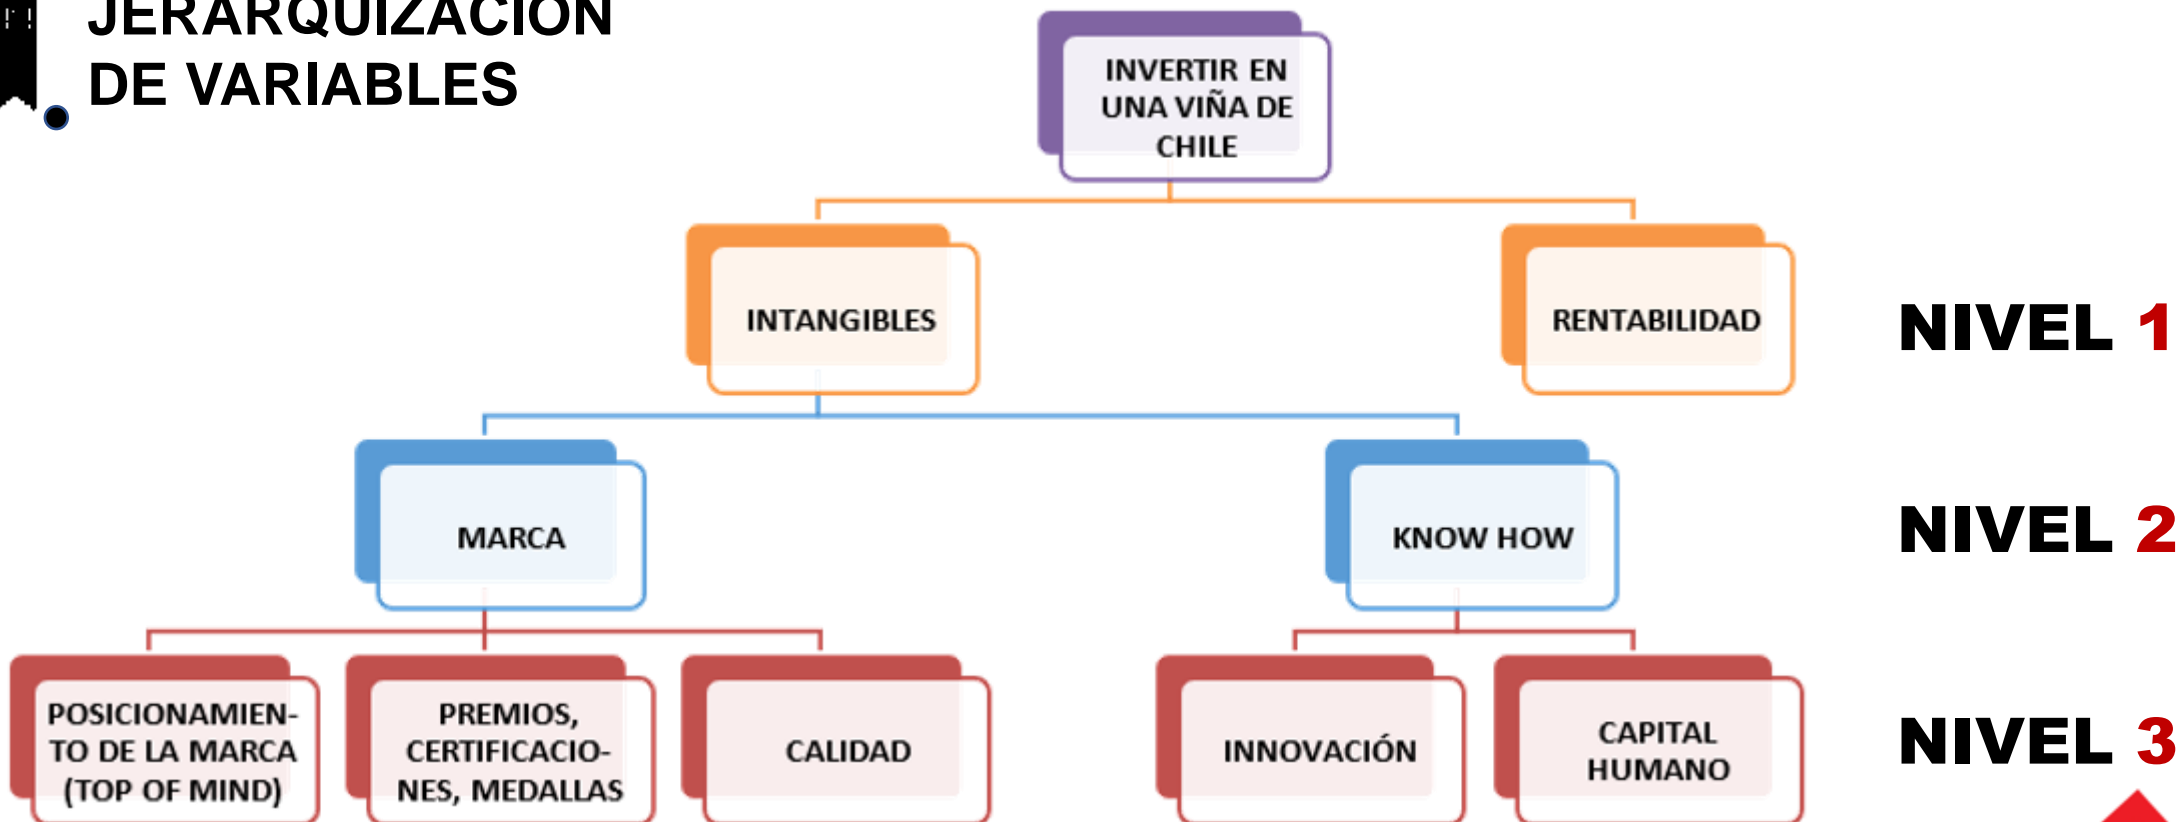 JERARQUIZACIÓN
DE VARIABLES
INVERTIR EN
UNA VIÑA DE
CHILE
INTANGIBLES
RENTABILIDAD
NIVEL 1
MARCA
KNOW HOW
NIVEL 2
POSICIONAMIEN-
TO DE LA MARCA
(TOP OF MIND)
PREMIOS,
CERTIFICACIO-
NES, MEDALLAS
CALIDAD
INNOVACIÓN
CAPITAL
HUMANO
NIVEL 3